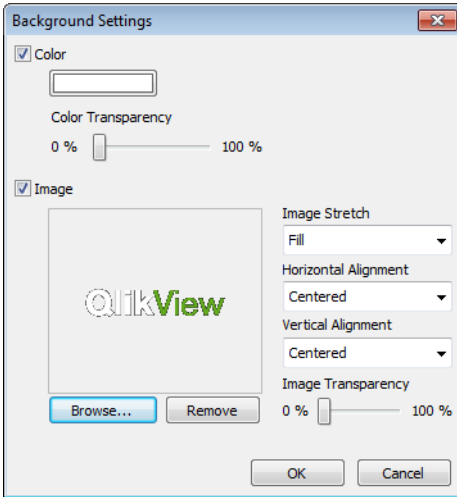 Background Settings
Color
Color Transparency
0 % 100 %
Image
QlikView
Image Stretch
Fill
Horizontal Alignment
Centered
Vertical Alignment
Centered
Image Transparency
0 % 100 %
Browse... Remove
OK Cancel